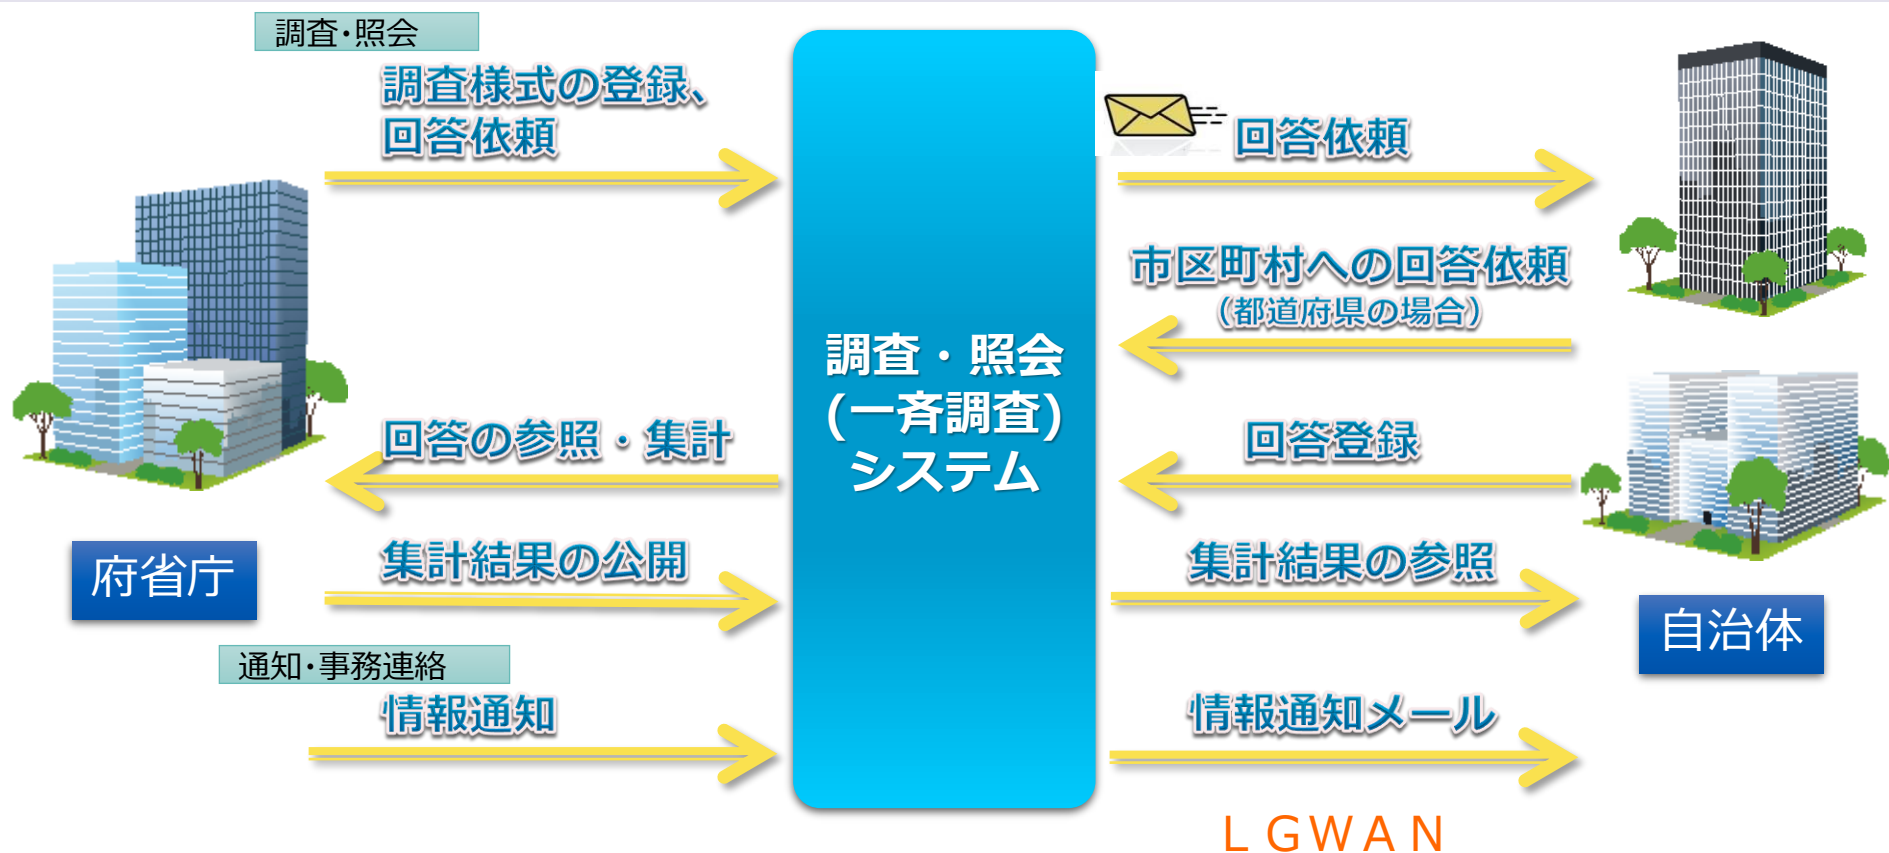 調査･照会
調査様式の登録、
回答依頼
回答依頼
市区町村への回答依頼
（都道府県の場合）
調査・照会
(一斉調査)
システム
回答の参照・集計
回答登録
集計結果の公開
集計結果の参照
府省庁
自治体
通知･事務連絡
情報通知
情報通知メール
ＬＧＷＡＮ